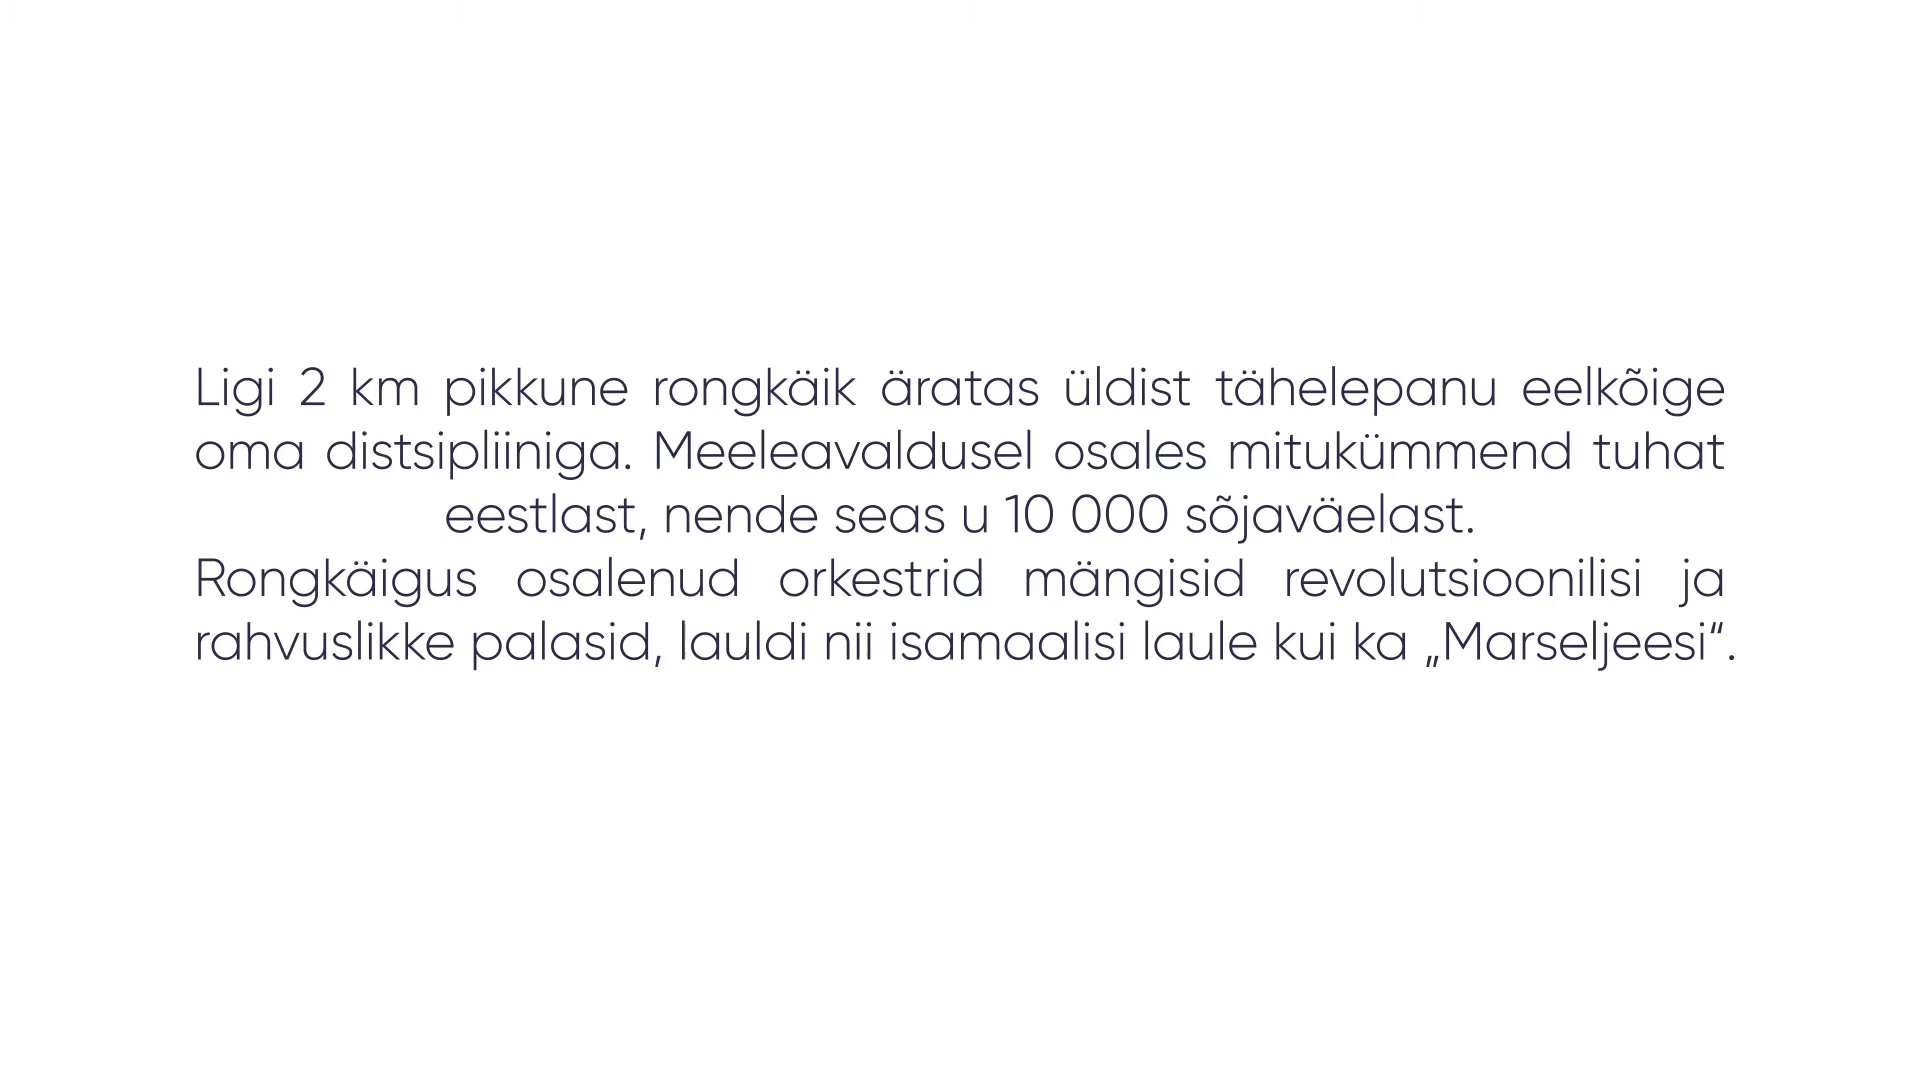 Ligi 2 km pikkune rongkäik äratas üldist tähelepanu eelkõige
oma distsipliiniga. Meeleavaldusel osales mitukümmend tuhat
eestlast, nende seas u 10 000 sõjaväelast.
Rongkäigus osalenud orkestrid mängisid revolutsioonilisi ja
rahvuslikke palasid, lauldi nii isamaalisi laule kui ka „Marseljeesi“.